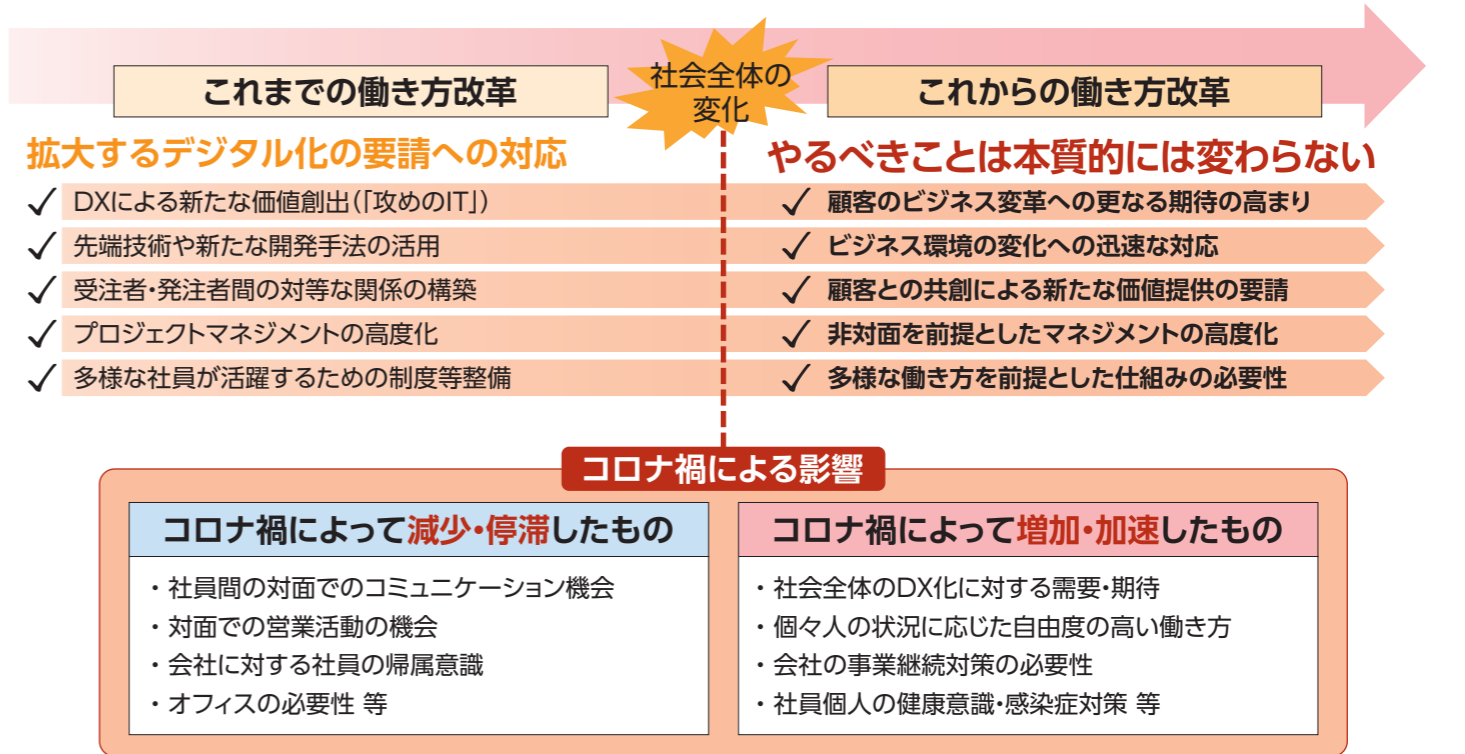 これまでの働き方改革
社会全体の
変化
これからの働き方改革
拡大するデジタル化の要請への対応
✓ DXによる新たな価値創出(「攻めのIT」)
✓ 先端技術や新たな開発手法の活用
✓ 受注者・発注者間の対等な関係の構築
✓ プロジェクトマネジメントの高度化
✓ 多様な社員が活躍するための制度等整備
やるべきことは本質的には変わらない
✓ 顧客のビジネス変革への更なる期待の高まり
✓ ビジネス環境の変化への迅速な対応
✓ 顧客との共創による新たな価値提供の要請
✓ 非対面を前提としたマネジメントの高度化
✓ 多様な働き方を前提とした仕組みの必要性
コロナ禍による影響
コロナ禍によって減少・停滞したもの
・社員間の対面でのコミュニケーション機会
・対面での営業活動の機会
・会社に対する社員の帰属意識
・オフィスの必要性 等
コロナ禍によって増加・加速したもの
・社会全体のDX化に対する需要・期待
・個々人の状況に応じた自由度の高い働き方
・会社の事業継続対策の必要性
・社員個人の健康意識・感染症対策 等